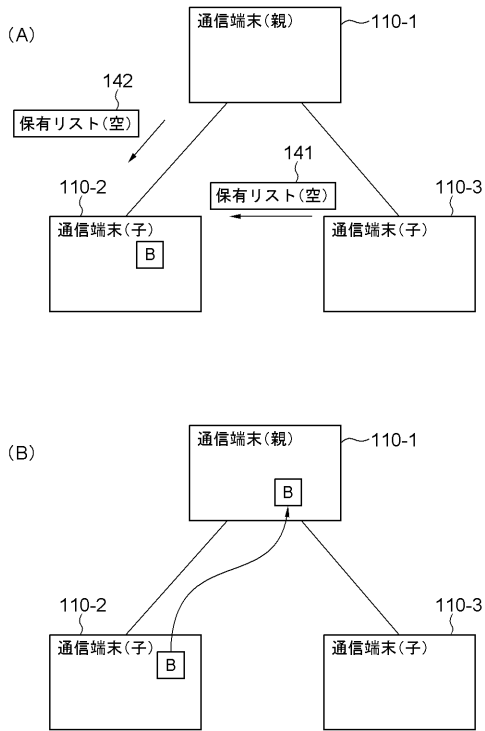 (A)
通信端末(親)
110-1
142
保有リスト(空)
141
保有リスト(空)
110-2
110-3
通信端末(子)
B
通信端末(子)
(B)
通信端末(親)
110-1
B
110-2
110-3
通信端末(子)
B
通信端末(子)